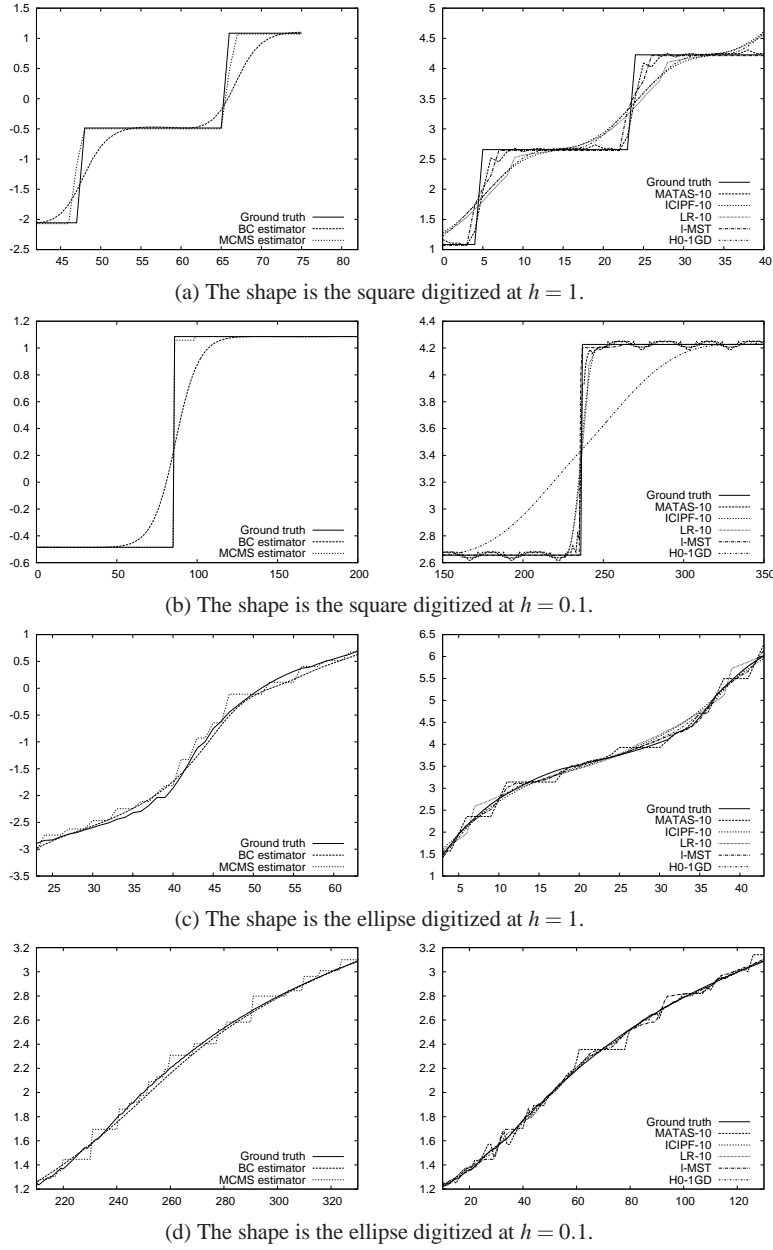 1.5
1
0.5
0
-0.5
-1
-1.5
-2
-2.5
45 50 55 60 65 70 75 80
Ground truth
BC estimator
MCMS estimator
5
4.5
4
3.5
3
2.5
2
1.5
1
0 5 10 15 20 25 30 35 40
Ground truth
MATAS-10
ICIPF-10
LR-10
I-MST
H0-1GD
(a) The shape is the square digitized at h = 1.
1.2
1
0.8
0.6
0.4
0.2
0
-0.2
-0.4
-0.6
0 50 100 150 200
Ground truth
BC estimator
MCMS estimator
4.4
4.2
4
3.8
3.6
3.4
3.2
3
2.8
2.6
150 200 250 300 350
Ground truth
MATAS-10
ICIPF-10
LR-10
I-MST
H0-1GD
(b) The shape is the square digitized at h = 0.1.
1
0.5
0
-0.5
-1
-1.5
-2
-2.5
-3
-3.5
25 30 35 40 45 50 55 60
Ground truth
BC estimator
MCMS estimator
6.5
6
5.5
5
4.5
4
3.5
3
2.5
2
1.5
1
5 10 15 20 25 30 35 40
Ground truth
MATAS-10
ICIPF-10
LR-10
I-MST
H0-1GD
(c) The shape is the ellipse digitized at h = 1.
3.2
3
2.8
2.6
2.4
2.2
2
1.8
1.6
1.4
1.2
220 240 260 280 300 320
Ground truth
BC estimator
MCMS estimator
3.2
3
2.8
2.6
2.4
2.2
2
1.8
1.6
1.4
1.2
20 40 60 80 100 120
Ground truth
MATAS-10
ICIPF-10
LR-10
I-MST
H0-1GD
(d) The shape is the ellipse digitized at h = 0.1.